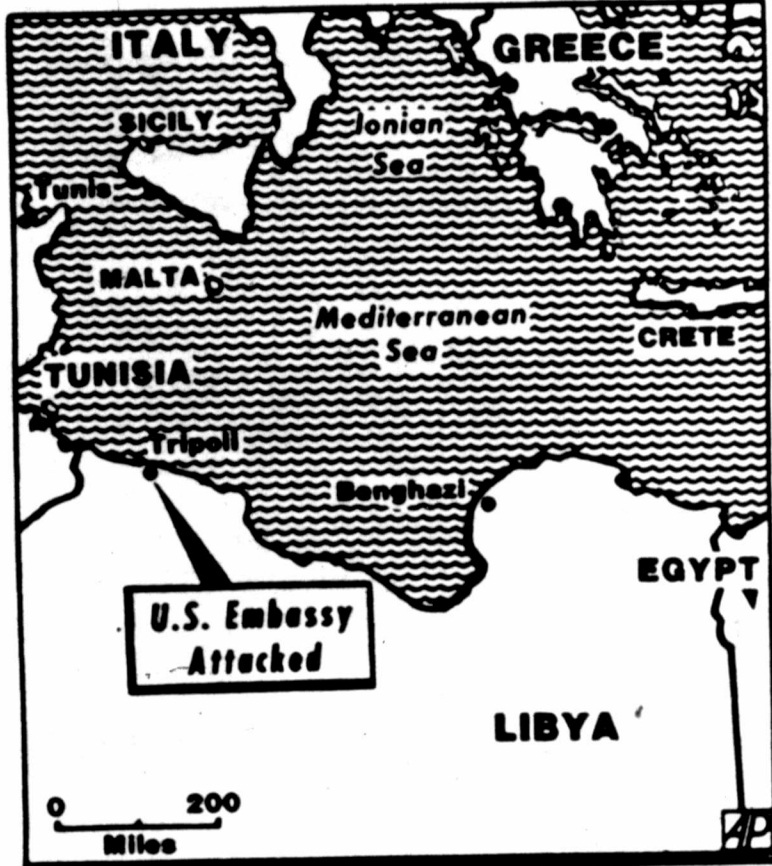 ITALY
GREECE
SICILY
Ionian
Sea
Tunis
MALTA
Mediterranean
Sea
CRETE
TUNISIA
Tripoli
Benghazi
EGYPT
U.S. Embassy
Attacked
LIBYA
0 200
Miles
AP